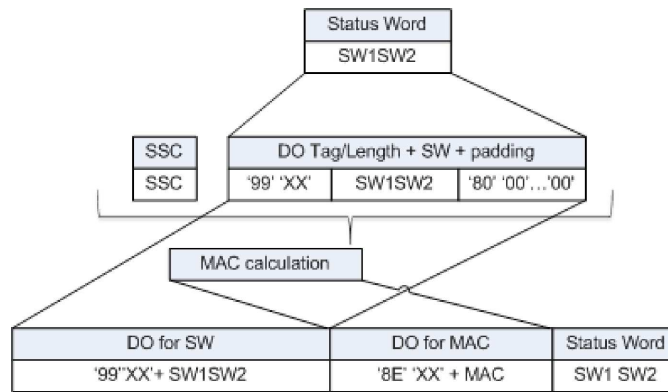 Status Word
SW1SW2
SSC
DO Tag/Length + SW + padding
SSC
‘99’ ‘XX’
SW1SW2
‘80’ ‘00’...‘00’
MAC calculation
DO for SW
DO for MAC
Status Word
‘99’‘XX’+ SW1SW2
‘8E’ ‘XX’ + MAC
SW1 SW2